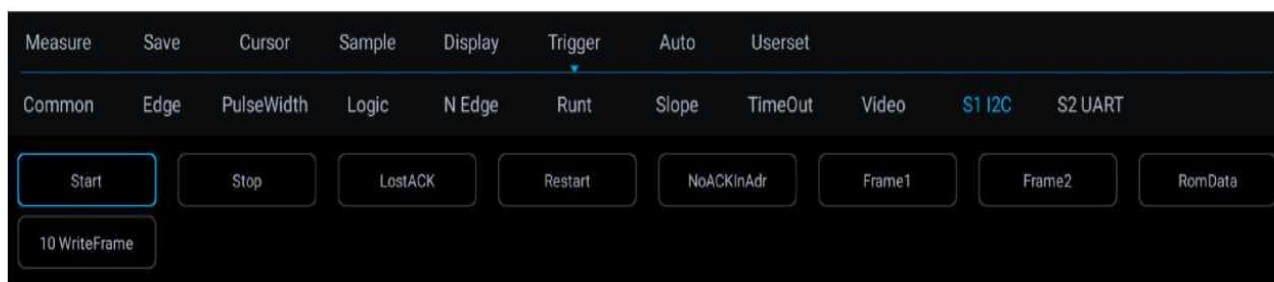 Measure Save Cursor Sample Display Trigger Auto Userset
Common Edge PulseWidth Logic N Edge Runt Slope TimeOut Video S1 I2C S2 UART
Start Stop LostACK Restart NoACKInAdr Frame1 Frame2 RomData
10 WriteFrame